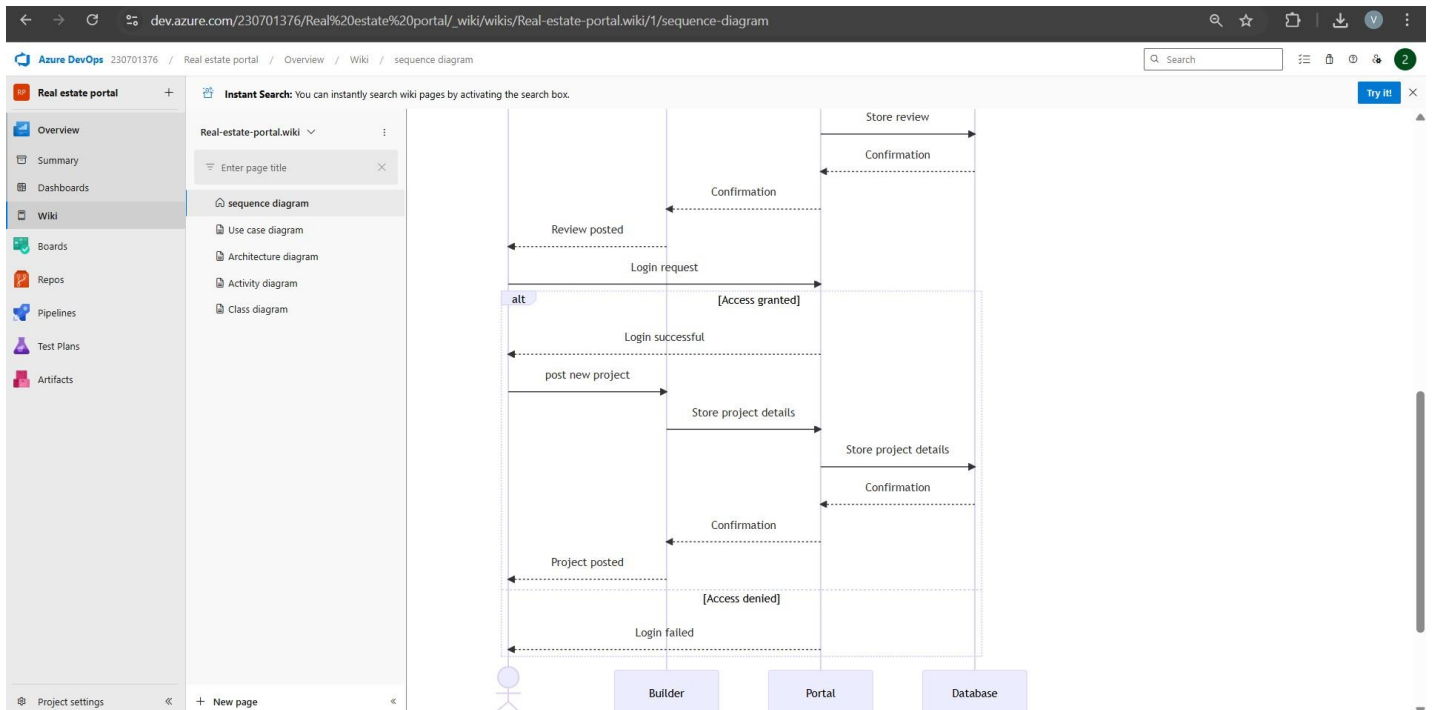 dev.azure.com/230701376/Real%20estate%20portal/_wiki/wikis/Real-estate-portal.wiki/1/sequence-diagram
V
Azure DevOps 230701376 / Real estate portal / Overview / Wiki / sequence diagram
Search
2
RP Real estate portal +
Instant Search: You can instantly search wiki pages by activating the search box.
Try it!
Overview
Summary
Dashboards
Wiki
Boards
Repos
Pipelines
Test Plans
Artifacts
Project settings
Real-estate-portal.wiki
Enter page title
sequence diagram
Use case diagram
Architecture diagram
Activity diagram
Class diagram
+ New page
Store review
Confirmation
Confirmation
Review posted
Login request
alt
[Access granted]
Login successful
post new project
Store project details
Store project details
Confirmation
Confirmation
Project posted
[Access denied]
Login failed
Builder
Portal
Database